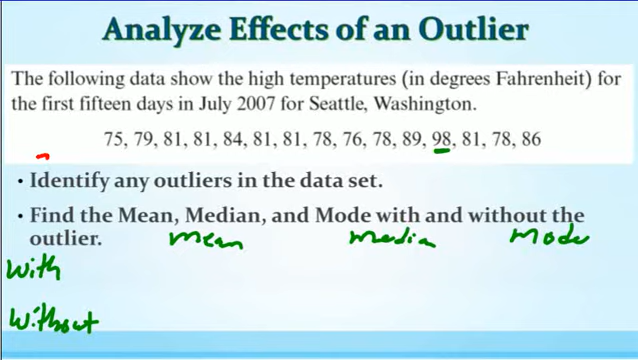 Analyze Effects of an Outlier
The following data show the high temperatures (in degrees Fahrenheit) for
the first fifteen days in July 2007 for Seattle, Washington.
75, 79, 81, 81, 84, 81, 81, 78, 76, 78, 89, 98, 81, 78, 86
• Identify any outliers in the data set.
• Find the Mean, Median, and Mode with and without the
outlier.
mean median mode
with
without